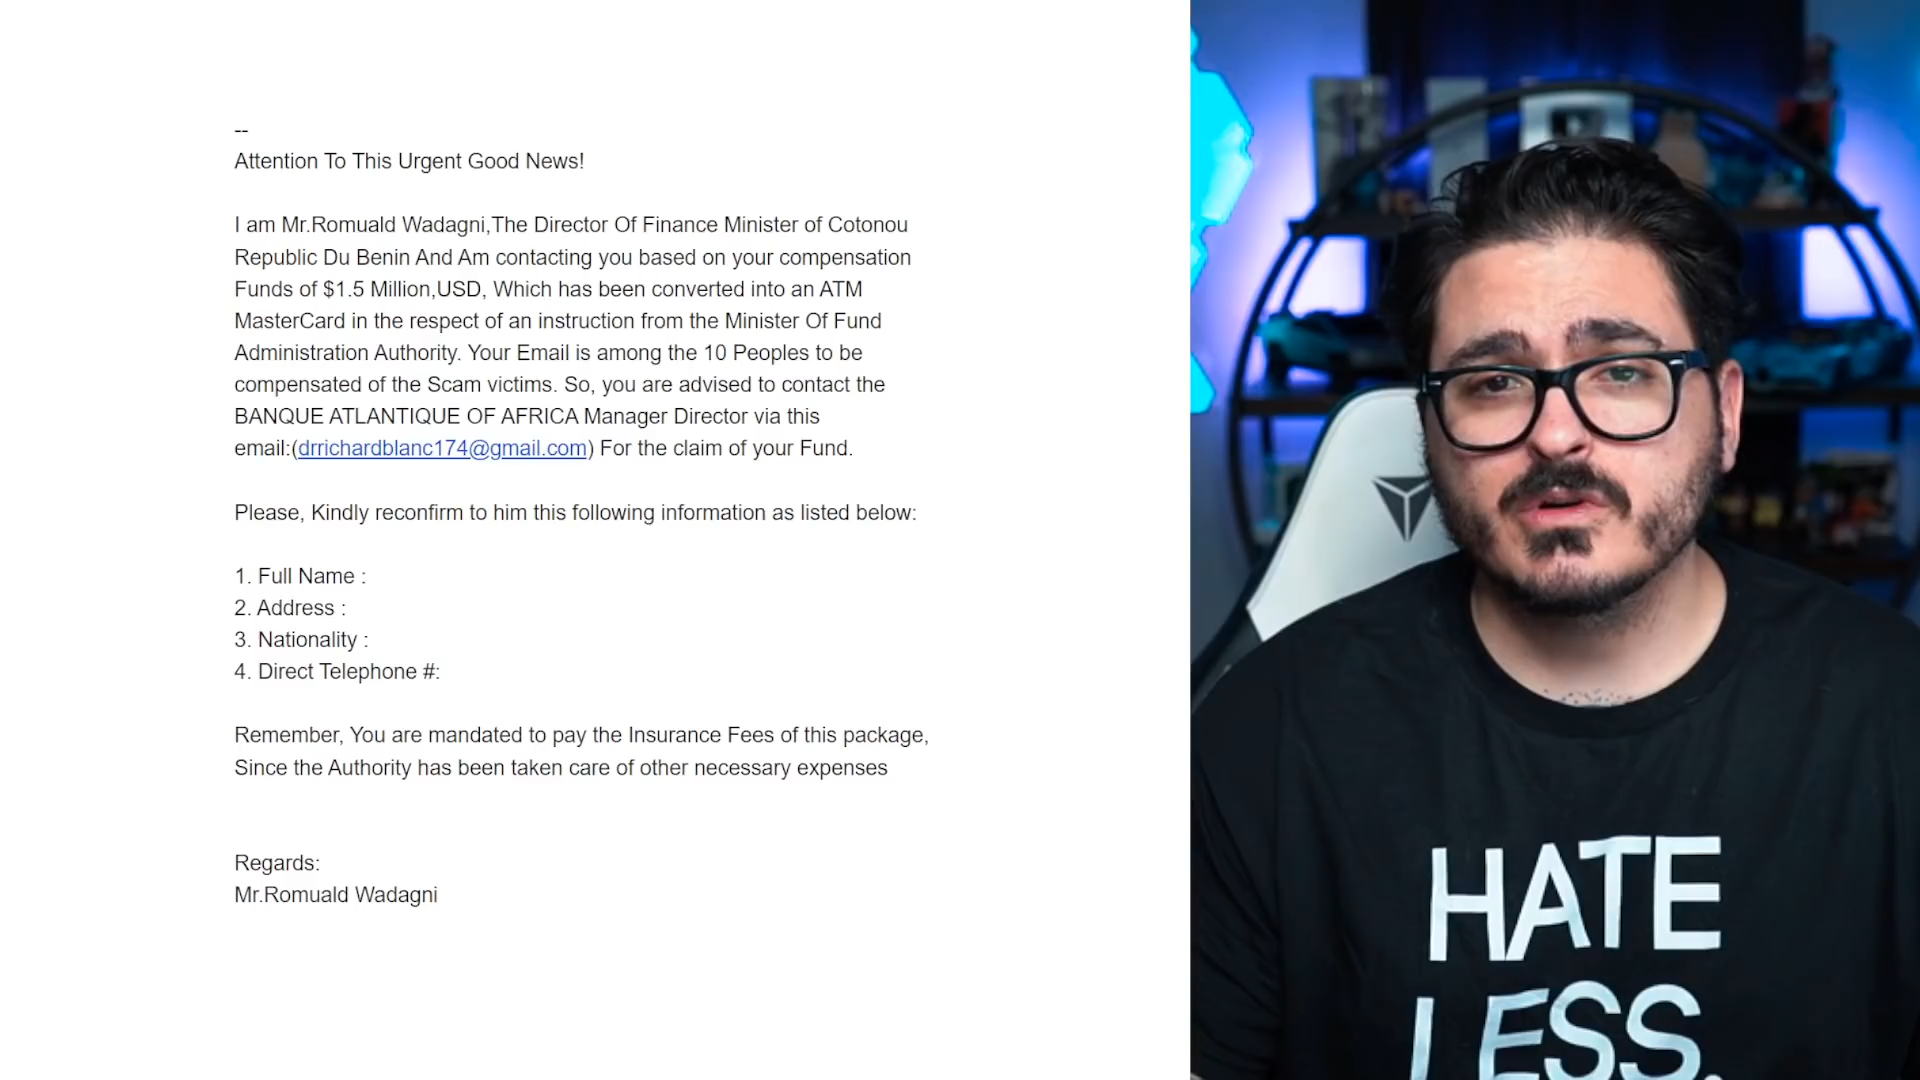 --
Attention To This Urgent Good News!
I am Mr.Romuald Wadagni,The Director Of Finance Minister of Cotonou
Republic Du Benin And Am contacting you based on your compensation
Funds of $1.5 Million,USD, Which has been converted into an ATM
MasterCard in the respect of an instruction from the Minister Of Fund
Administration Authority. Your Email is among the 10 Peoples to be
compensated of the Scam victims. So, you are advised to contact the
BANQUE ATLANTIQUE OF AFRICA Manager Director via this
email:(drrichardblanc174@gmail.com) For the claim of your Fund.
Please, Kindly reconfirm to him this following information as listed below:
1. Full Name :
2. Address :
3. Nationality :
4. Direct Telephone #:
Remember, You are mandated to pay the Insurance Fees of this package,
Since the Authority has been taken care of other necessary expenses
Regards:
Mr.Romuald Wadagni
HATE
LESS.